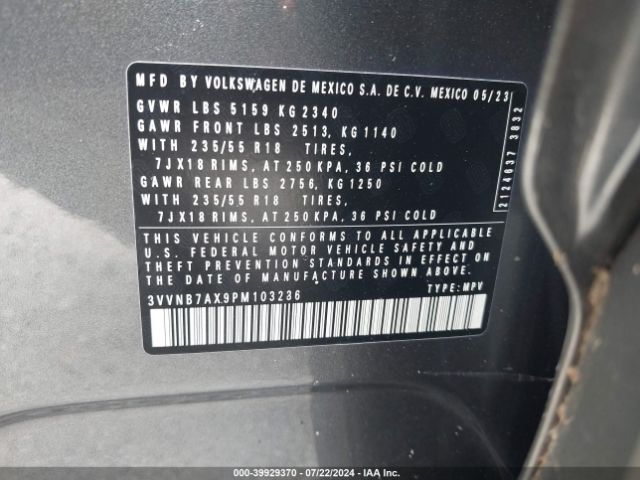 MFD BY VOLKSWAGEN DE MEXICO S.A. DE C.V. MEXICO 05/23
GVWR LBS 5159 KG 2340
GAWR FRONT LBS 2513, KG 1140
WITH 235/55 R18 TIRES,
7JX18 RIMS, AT 250 KPA, 36 PSI COLD
GAWR REAR LBS 2756, KG 1250
WITH 235/55 R18 TIRES,
7JX18 RIMS, AT 250 KPA, 36 PSI COLD
2124637 3832
THIS VEHICLE CONFORMS TO ALL APPLICABLE
U.S. FEDERAL MOTOR VEHICLE SAFETY AND
THEFT PREVENTION STANDARDS IN EFFECT ON
THE DATE OF MANUFACTURE SHOWN ABOVE
3VVNB7AX9PM103236 TYPE: MPV
000-39929370 - 07/22/2024 - IAA Inc.